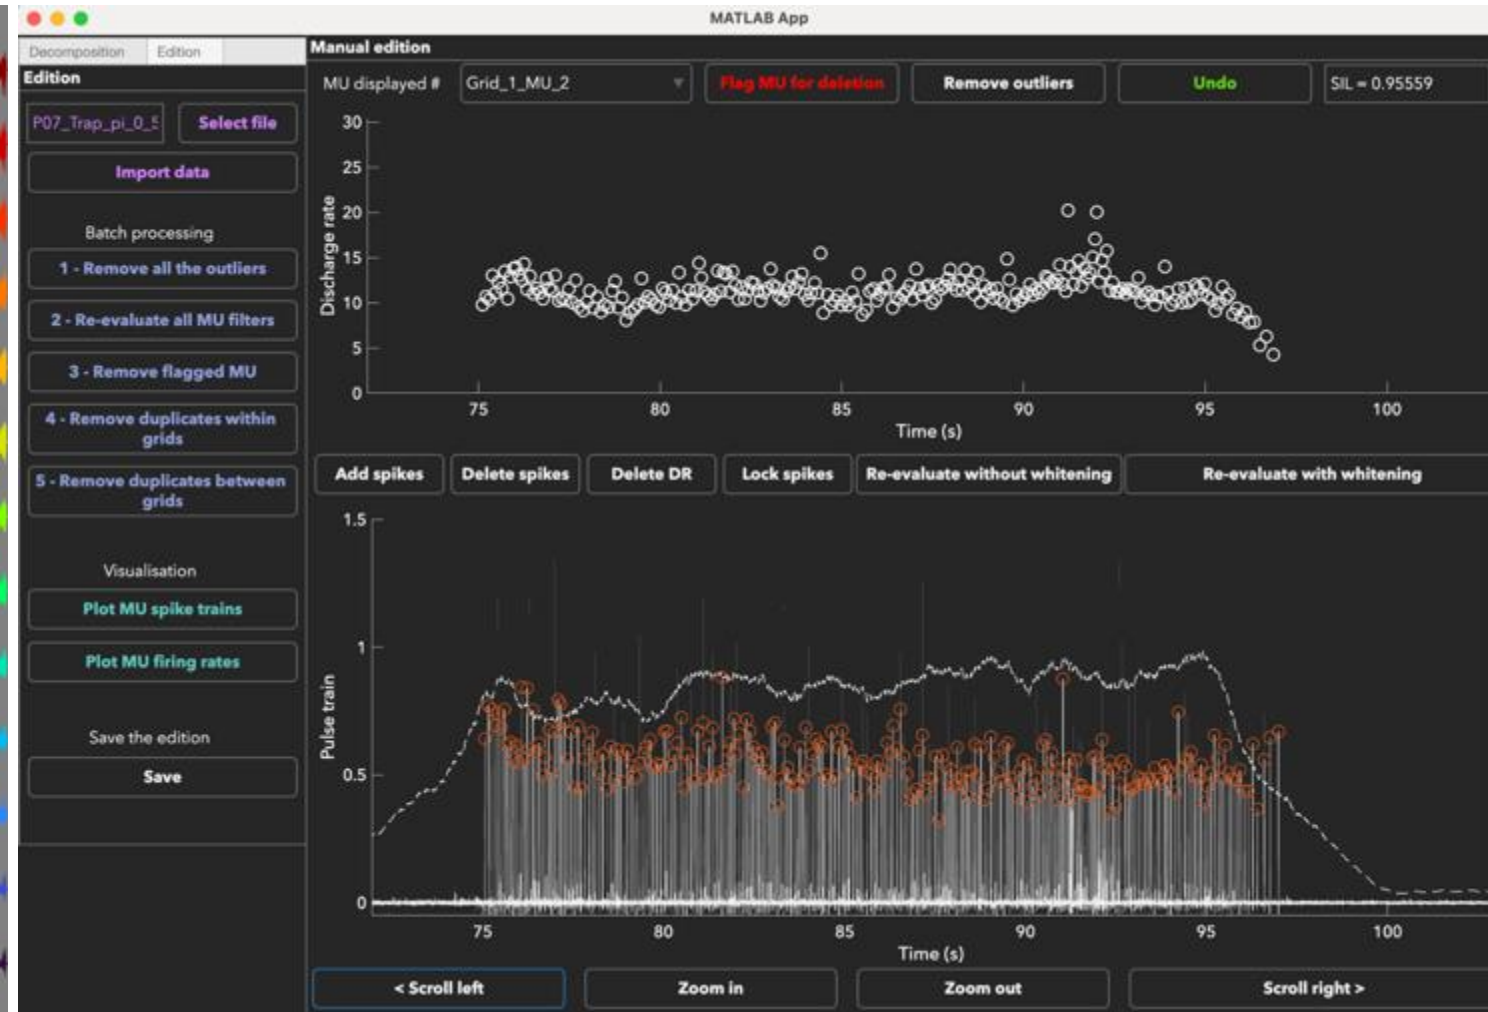 MATLAB App
Decomposition Edition
Edition
P07_Trap_pi_0_5 Select file
Import data
Batch processing
1 - Remove all the outliers
2 - Re-evaluate all MU filters
3 - Remove flagged MU
4 - Remove duplicates within
grids
5 - Remove duplicates between
grids
Visualisation
Plot MU spike trains
Plot MU firing rates
Save the edition
Save
Manual edition
MU displayed # Grid_1_MU_2 Flag MU for deletion Remove outliers Undo SIL = 0.95559
30
25
20
15
10
5
0
Discharge rate
75 80 85 90 95 100
Time (s)
Add spikes Delete spikes Delete DR Lock spikes Re-evaluate without whitening Re-evaluate with whitening
1.5
1
0.5
0
Pulse train
75 80 85 90 95 100
Time (s)
< Scroll left Zoom in Zoom out Scroll right >